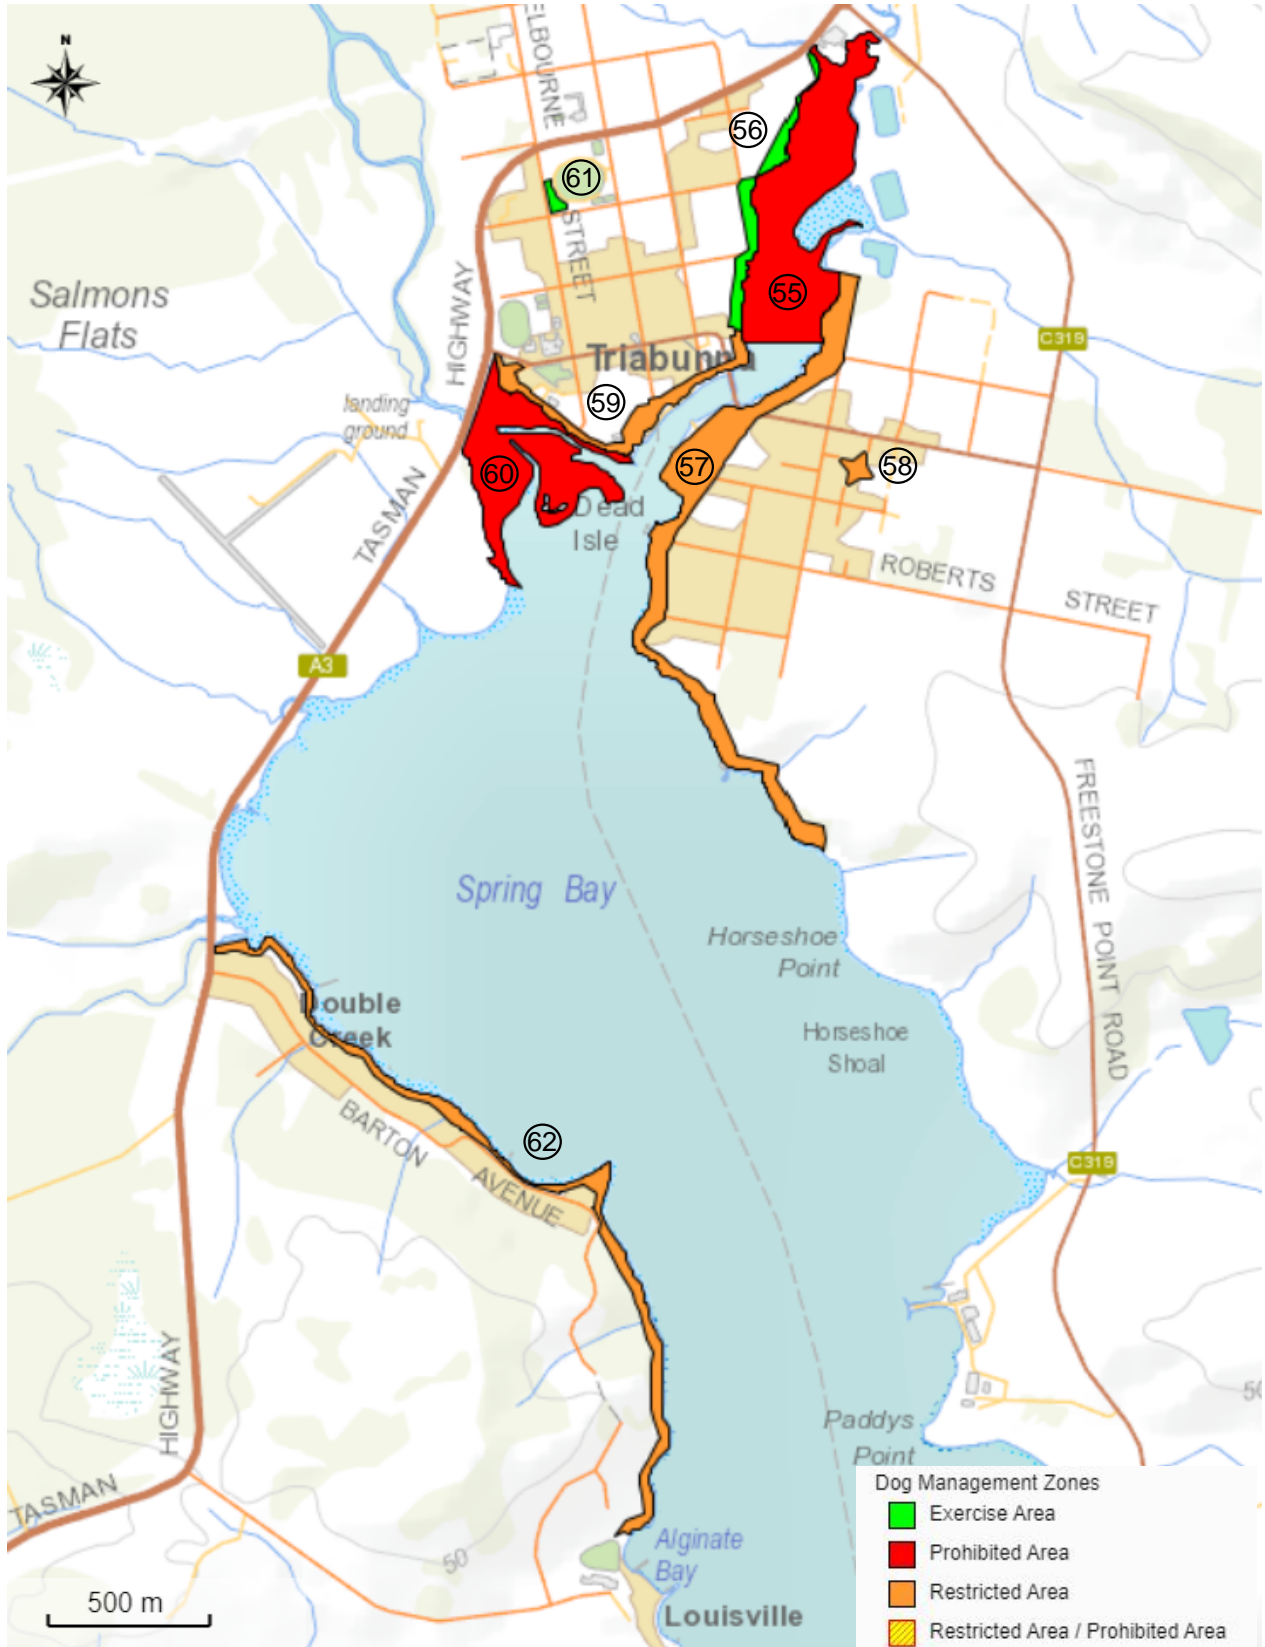 N
ELBOURNE
STREET
56
61
55
Salmons
Flats
HIGHWAY
C319
Triabunna
59
landing
ground
60
57
58
Dead
Isle
TASMAN
ROBERTS
STREET
A3
FREESTONE POINT ROAD
Spring Bay
Horseshoe
Point
Double
Creek
Horseshoe
Shoal
BARTON
AVENUE
62
C319
HIGHWAY
TASMAN
Paddys
Point
50
50
Alginate
Bay
Louisville
500 m
Dog Management Zones
Exercise Area
Prohibited Area
Restricted Area
Restricted Area / Prohibited Area